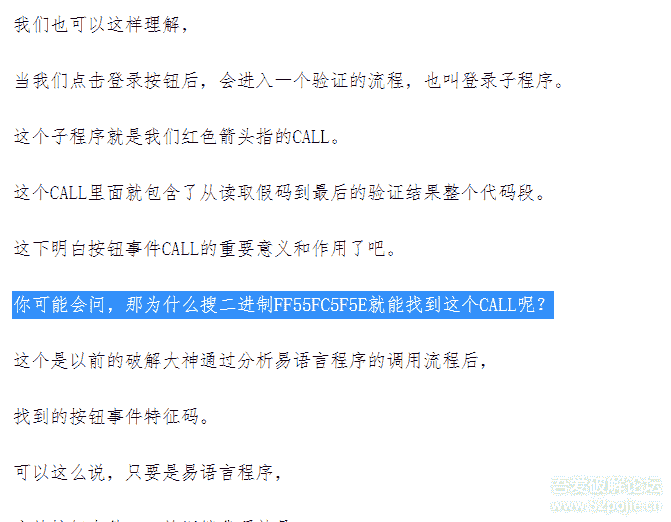 我们也可以这样理解，
当我们点击登录按钮后，会进入一个验证的流程，也叫登录子程序。
这个子程序就是我们红色箭头指的CALL。
这个CALL里面就包含了从读取假码到最后的验证结果整个代码段。
这下明白按钮事件CALL的重要意义和作用了吧。
你可能会问，那为什么搜二进制FF55FC5F5E就能找到这个CALL呢？
这个是以前的破解大神通过分析易语言程序的调用流程后，
找到的按钮事件特征码。
可以这么说，只要是易语言程序，
吾爱破解论坛
www.52pojie.cn